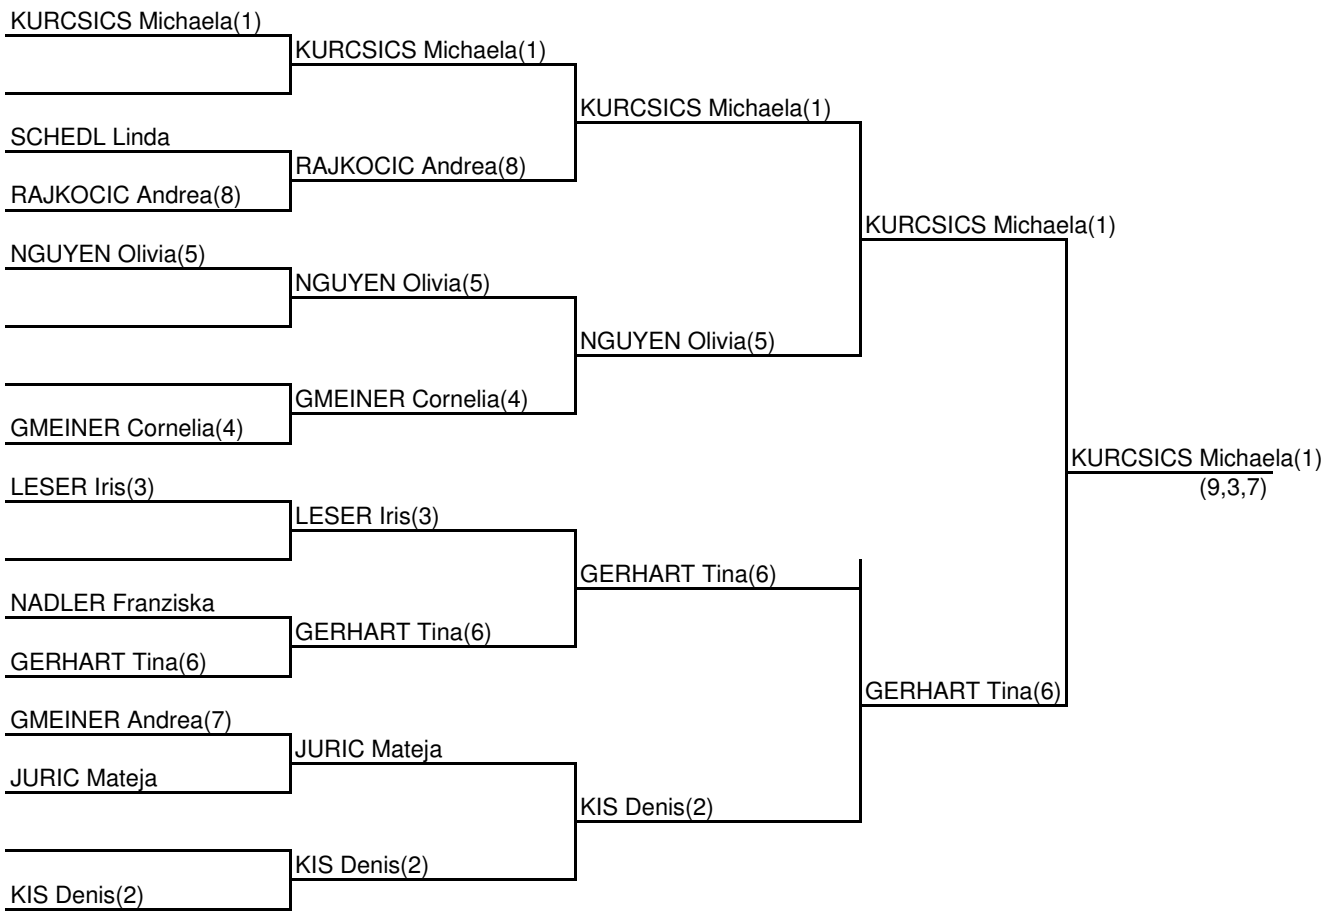 KURCSICS Michaela(1)
KURCSICS Michaela(1)
KURCSICS Michaela(1)
SCHEDL Linda
RAJKOCIC Andrea(8)
RAJKOCIC Andrea(8)
KURCSICS Michaela(1)
NGUYEN Olivia(5)
NGUYEN Olivia(5)
NGUYEN Olivia(5)
GMEINER Cornelia(4)
GMEINER Cornelia(4)
KURCSICS Michaela(1)
(9,3,7)
LESER Iris(3)
LESER Iris(3)
GERHART Tina(6)
NADLER Franziska
GERHART Tina(6)
GERHART Tina(6)
GERHART Tina(6)
GMEINER Andrea(7)
JURIC Mateja
JURIC Mateja
KIS Denis(2)
KIS Denis(2)
KIS Denis(2)